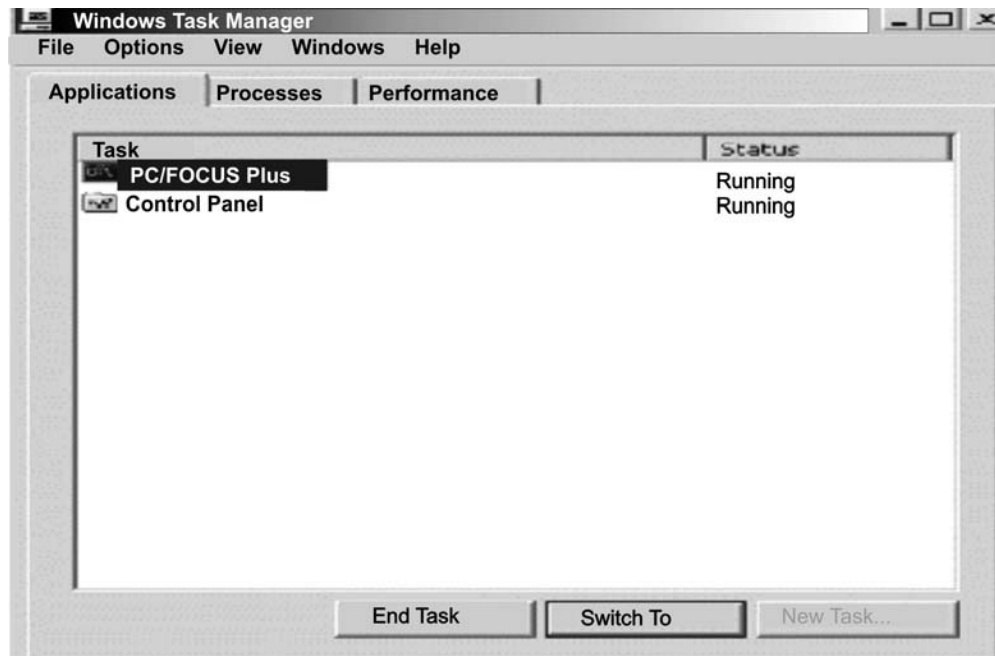 Windows Task Manager
File Options View Windows Help
Applications Processes Performance
Task Status
PC/FOCUS Plus Running
Control Panel Running
End Task Switch To New Task...